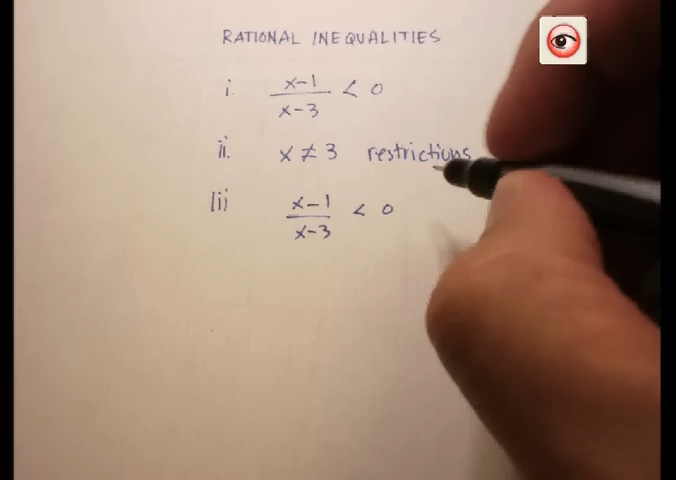 RATIONAL INEQUALITIES
i. x-1/x-3 < 0
ii. x ≠ 3 restrictions
iii x-1/x-3 < 0